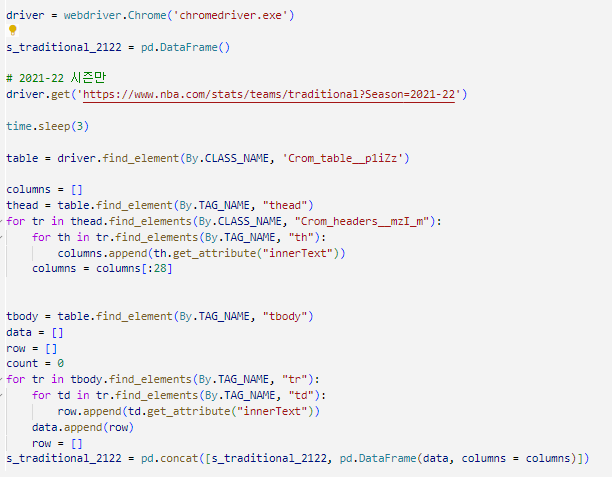 driver = webdriver.Chrome('chromedriver.exe')
s_traditional_2122 = pd.DataFrame()
# 2021-22 시즌만
driver.get('https://www.nba.com/stats/teams/traditional?Season=2021-22')
time.sleep(3)
table = driver.find_element(By.CLASS_NAME, 'Crom_table__p1iZz')
columns = []
thead = table.find_element(By.TAG_NAME, "thead")
for tr in thead.find_elements(By.CLASS_NAME, "Crom_headers__mzI_m"):
    for th in tr.find_elements(By.TAG_NAME, "th"):
        columns.append(th.get_attribute("innerText"))
    columns = columns[:28]
tbody = table.find_element(By.TAG_NAME, "tbody")
data = []
row = []
count = 0
for tr in tbody.find_elements(By.TAG_NAME, "tr"):
    for td in tr.find_elements(By.TAG_NAME, "td"):
        row.append(td.get_attribute("innerText"))
    data.append(row)
    row = []
s_traditional_2122 = pd.concat([s_traditional_2122, pd.DataFrame(data, columns = columns)])